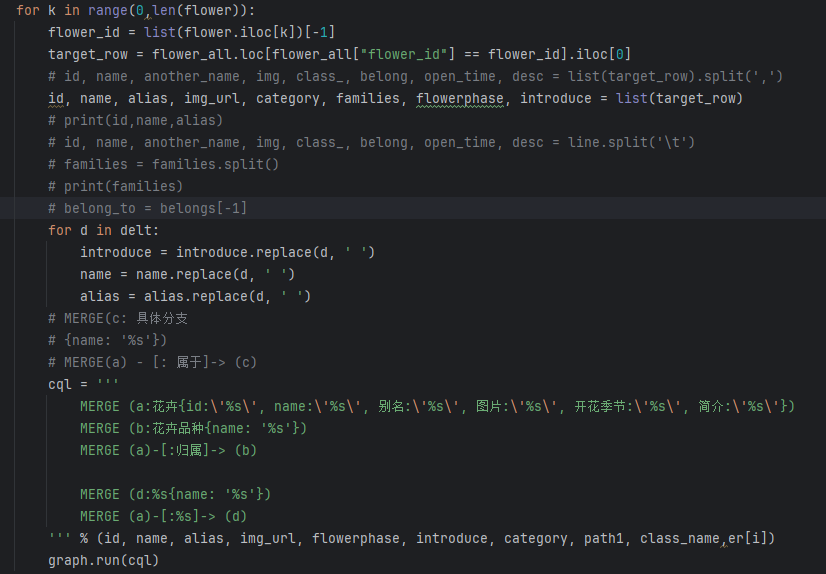 for k in range(0,len(flower)):
    flower_id = list(flower.iloc[k])[-1]
    target_row = flower_all.loc[flower_all["flower_id"] == flower_id].iloc[0]
    # id, name, another_name, img, class_, belong, open_time, desc = list(target_row).split(',')
    id, name, alias, img_url, category, families, flowerphase, introduce = list(target_row)
    # print(id,name,alias)
    # id, name, another_name, img, class_, belong, open_time, desc = line.split('\t')
    # families = families.split()
    # print(families)
    # belong_to = belongs[-1]
    for d in delt:
        introduce = introduce.replace(d, ' ')
        name = name.replace(d, ' ')
        alias = alias.replace(d, ' ')
    # MERGE(c: 具体分支
    # {name: '%s'})
    # MERGE(a) - [: 属于]-> (c)
    cql = '''
        MERGE (a:花卉{id:\'%s\', name:\'%s\', 别名:\'%s\', 图片:\'%s\', 开花季节:\'%s\', 简介:\'%s\'})
        MERGE (b:花卉品种{name: '%s'})
        MERGE (a)-[:归属]-> (b)

        MERGE (d:%s{name: '%s'})
        MERGE (a)-[:%s]-> (d)
    ''' % (id, name, alias, img_url, flowerphase, introduce, category, path1, class_name,er[i])
    graph.run(cql)